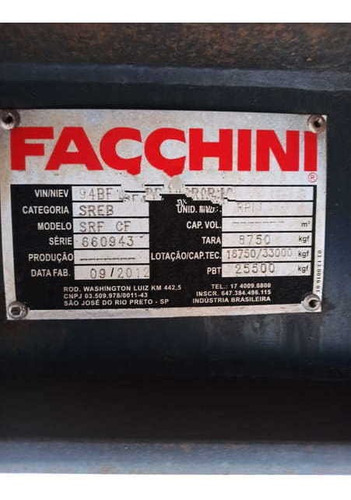 FACCHINI
®
VIN/NIEV
CATEGORIA SREB
MODELO SRF CF CAP. VOL. m³
SÉRIE 660943 TARA 8750 kgf
PRODUÇÃO LOTAÇÃO/CAP.TEC. 16750/33000 kgf
DATA FAB. 09/2012 PBT 25500 kgf
ROD. WASHINGTON LUIZ KM 442,5 TEL.: 17 4009.6809
CNPJ 03.509.978/0011-43 INSCR. 647.384.496.115
SÃO JOSÉ DO RIO PRETO - SP INDÚSTRIA BRASILEIRA